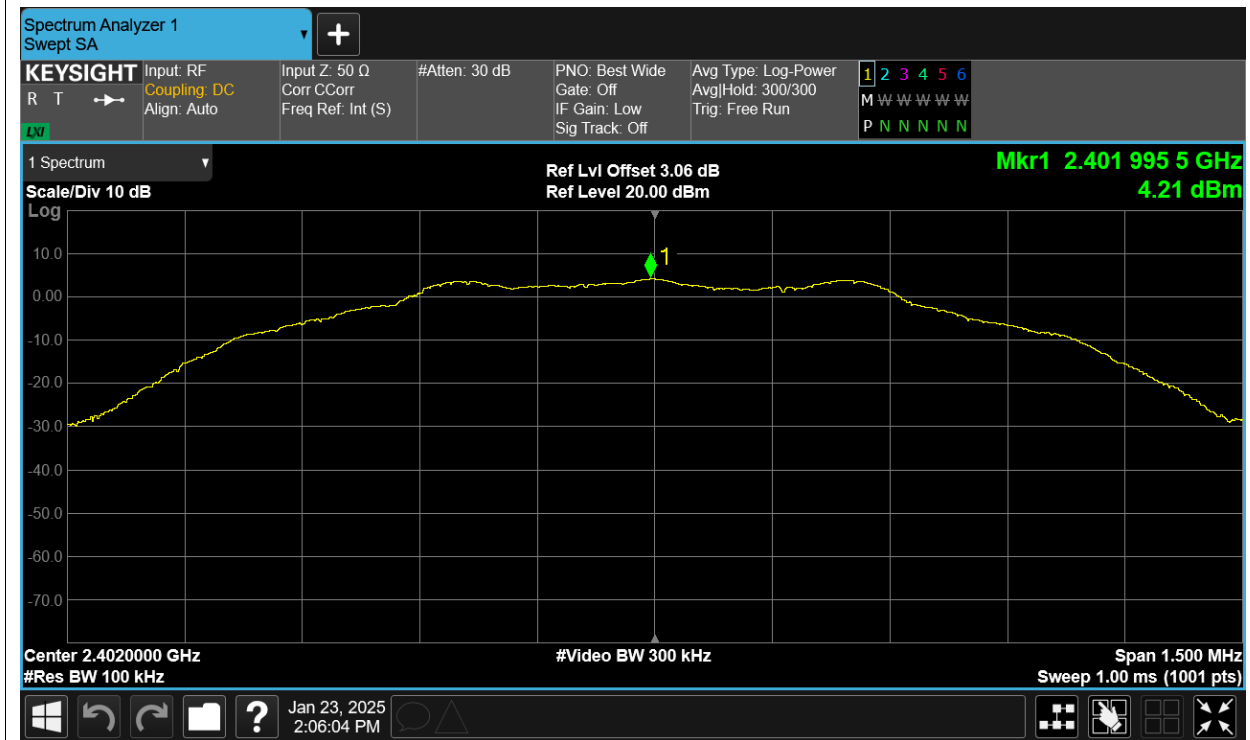 Spectrum Analyzer 1
Swept SA
KEYSIGHT
R T
LXI
Input: RF
Coupling: DC
Align: Auto
Input Z: 50 Ω
Corr CCorr
Freq Ref: Int (S)
#Atten: 30 dB
PNO: Best Wide
Gate: Off
IF Gain: Low
Sig Track: Off
Avg Type: Log-Power
Avg|Hold: 300/300
Trig: Free Run
1 2 3 4 5 6
M W W W W W
P N N N N N
1 Spectrum
Scale/Div 10 dB
Log
Ref Lvl Offset 3.06 dB
Ref Level 20.00 dBm
Mkr1 2.401 995 5 GHz
4.21 dBm
1
10.0
0.00
-10.0
-20.0
-30.0
-40.0
-50.0
-60.0
-70.0
Center 2.4020000 GHz
#Res BW 100 kHz
#Video BW 300 kHz
Span 1.500 MHz
Sweep 1.00 ms (1001 pts)
?
Jan 23, 2025
2:06:04 PM